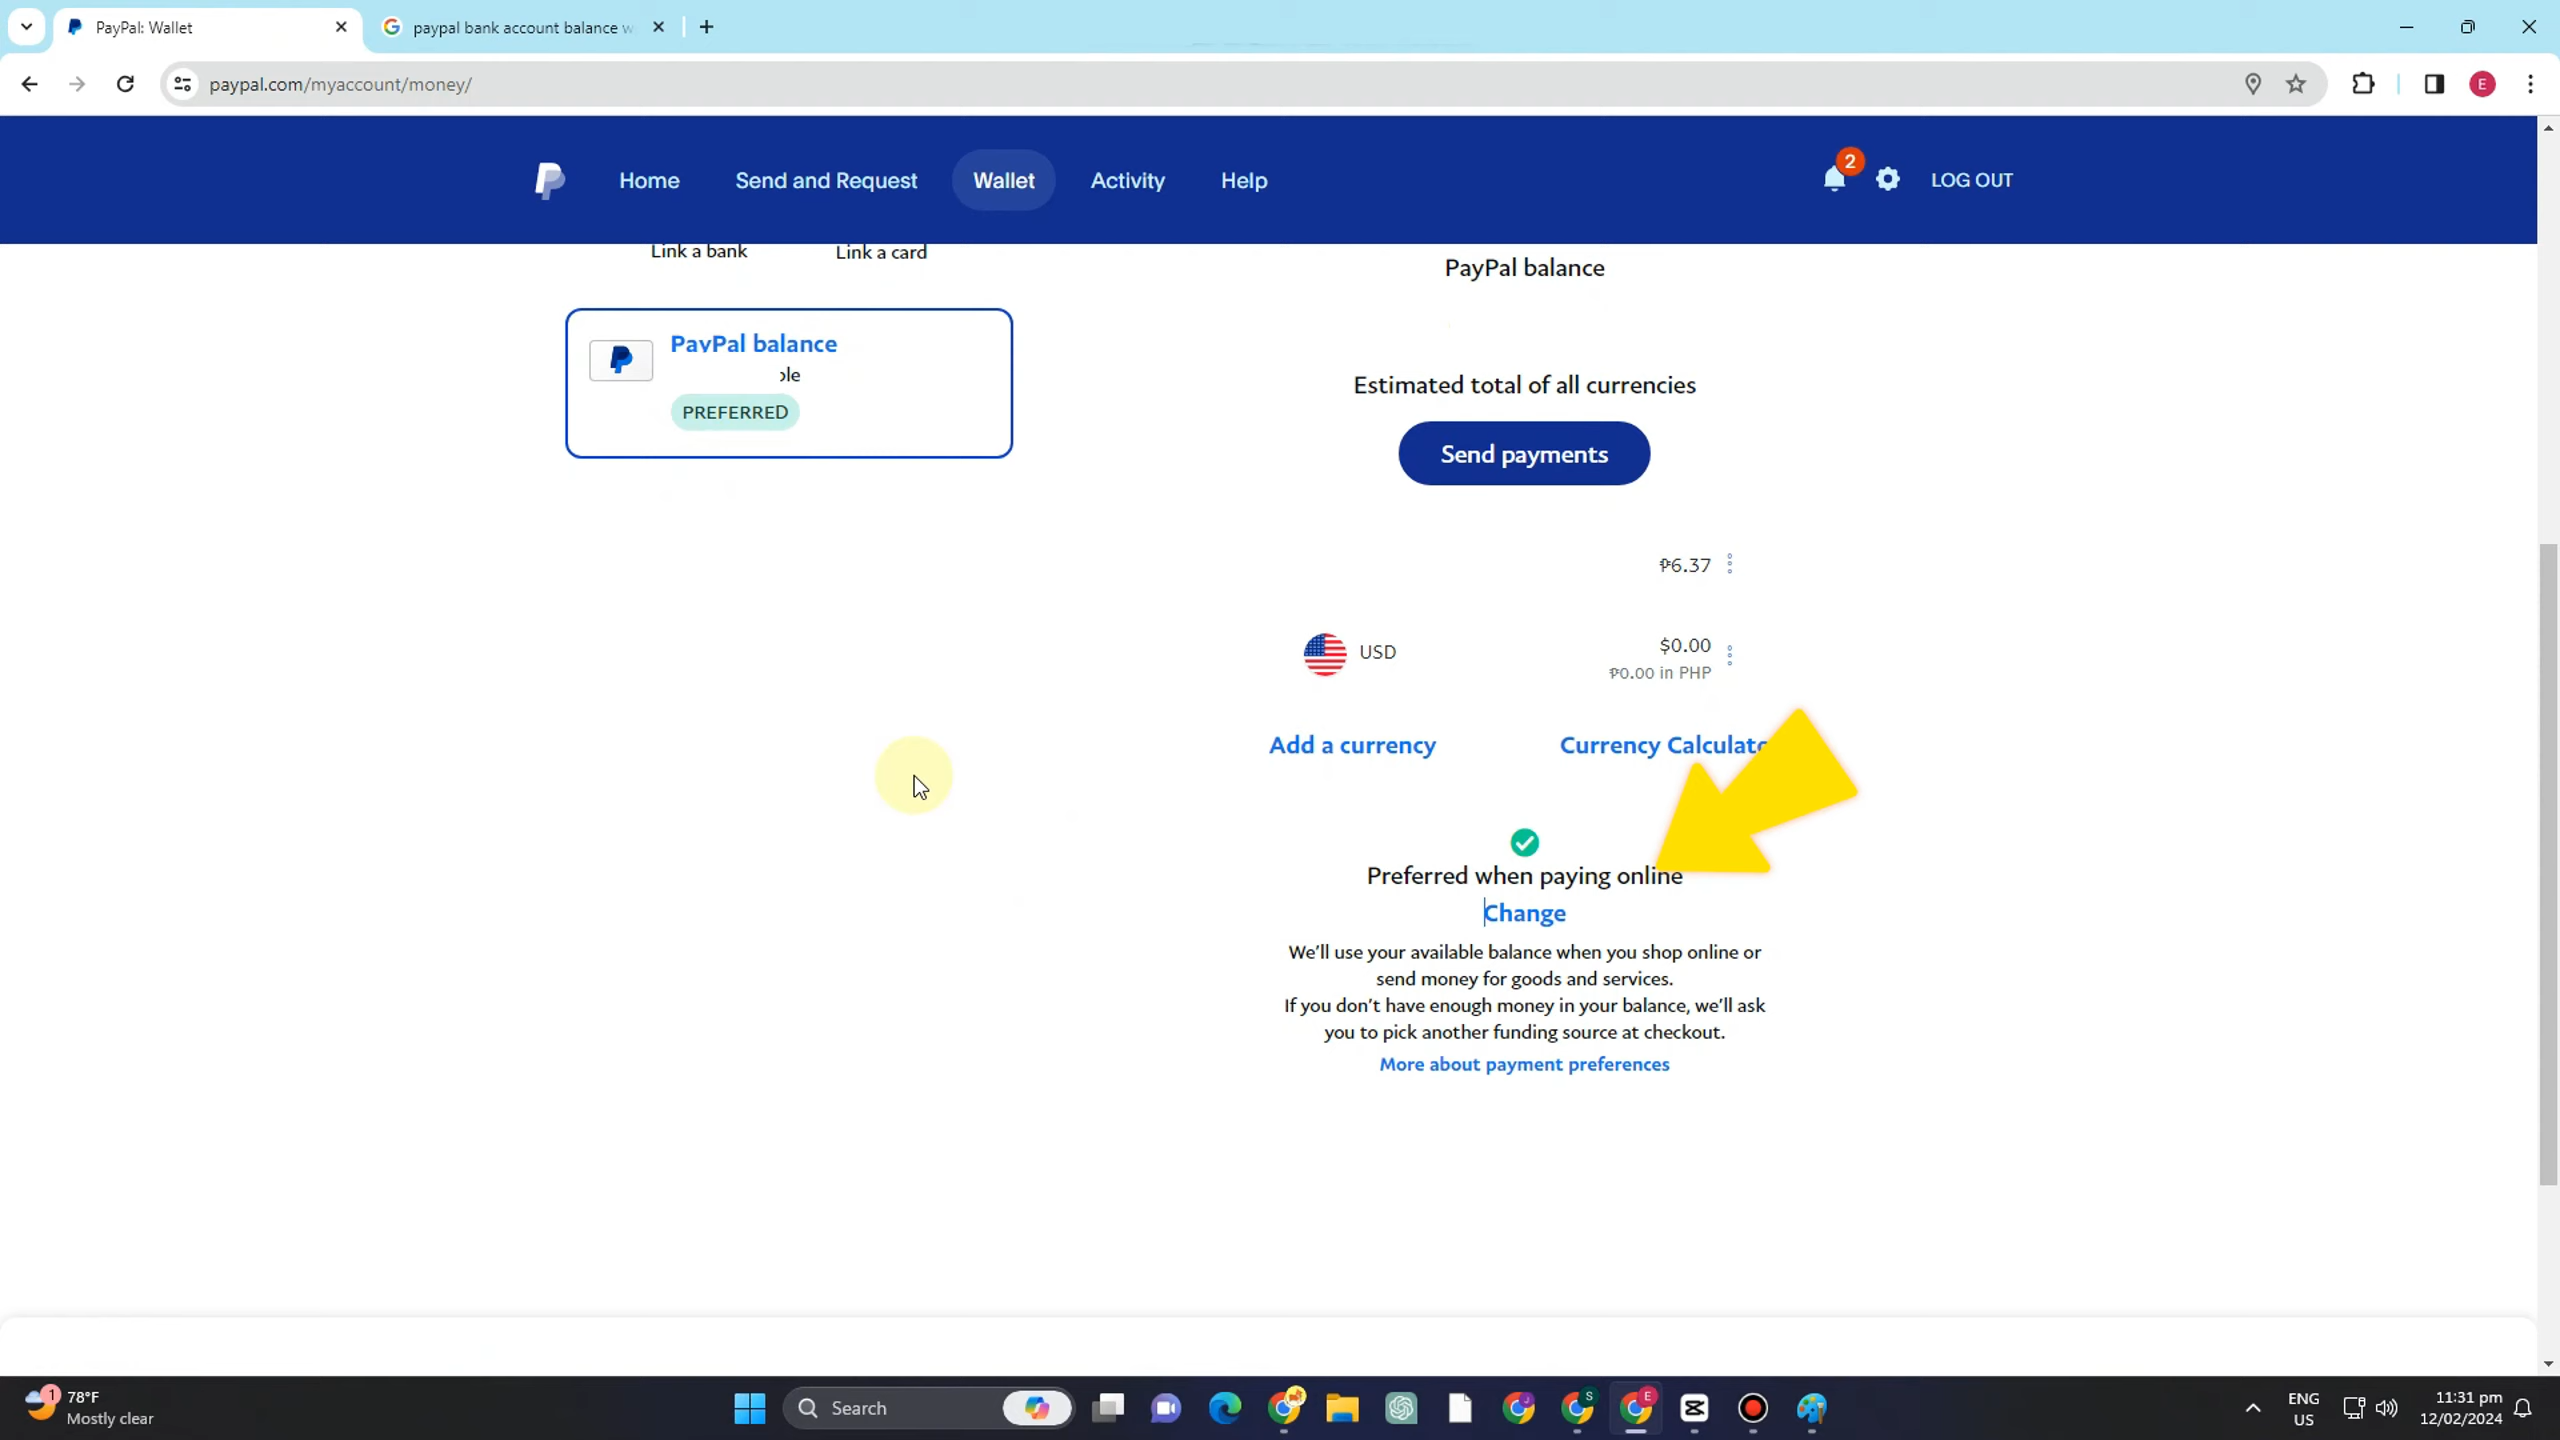 PayPal: Wallet
paypal bank account balance w
paypal.com/myaccount/money/
E
Home
Send and Request
Wallet
Activity
Help
2
LOG OUT
Link a bank
Link a card
PayPal balance
PayPal balance
ble
PREFERRED
Estimated total of all currencies
Send payments
₱6.37
USD
$0.00
₱0.00 in PHP
Add a currency
Currency Calculato
Preferred when paying online
Change
We'll use your available balance when you shop online or
send money for goods and services.
If you don't have enough money in your balance, we'll ask
you to pick another funding source at checkout.
More about payment preferences
1
78°F
Mostly clear
Search
S
E
ENG
US
11:31 pm
12/02/2024